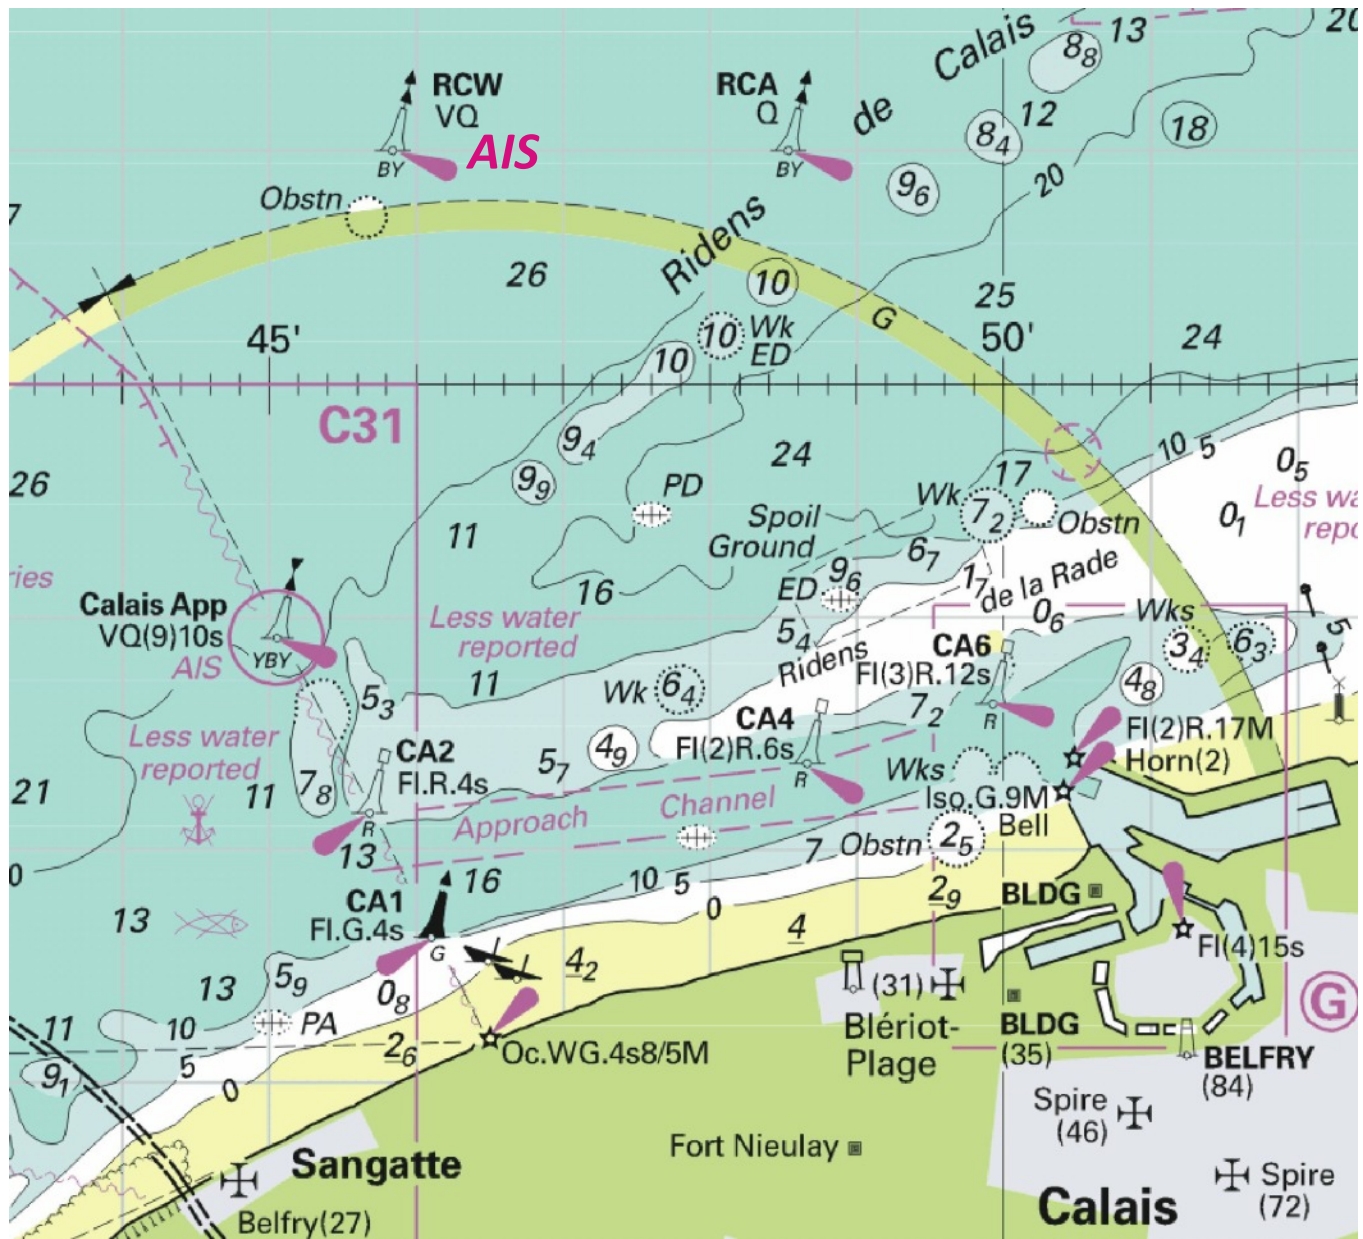 Calais
13
20
8₈
RCW
VQ
AIS
BY
RCA
Q
BY
de
12
8₄
18
9₆
20
7
Obstn
Ridens
26
10
25
G
45'
10
Wk
ED
50'
24
10
C31
9₄
24
10
5
0₅
26
9₉
PD
17
Wk
7₂
Obstn
Less wa
repo
0₁
11
Spoil
Ground
6₇
ries
16
ED
9₆
1₇
de la Rade
Calais App
VQ(9)10s
AIS
YBY
Less water
reported
5₄
Ridens
0₆
Wks
CA6
Fl(3)R.12s
R
3₄
6₃
5
11
5₃
Wk
6₄
4₈
7₂
CA4
Fl(2)R.6s
R
Less water
reported
CA2
Fl.R.4s
R
5₇
4₉
Fl(2)R.17M
Horn(2)
Wks
21
11
7₈
Approach Channel
Iso.G.9M
Bell
13
7
Obstn
2₅
0
16
10
5
0
2₉
BLDG
CA1
Fl.G.4s
G
13
4
Fl(4)15s
5₉
4₂
13
0₈
(31)
G
11
10
PA
Blériot-
Plage
BLDG
(35)
2₆
Oc.WG.4s8/5M
5
0
BELFRY
(84)
9₁
Spire
(46)
Fort Nieulay
Sangatte
Spire
(72)
Belfry(27)
Calais